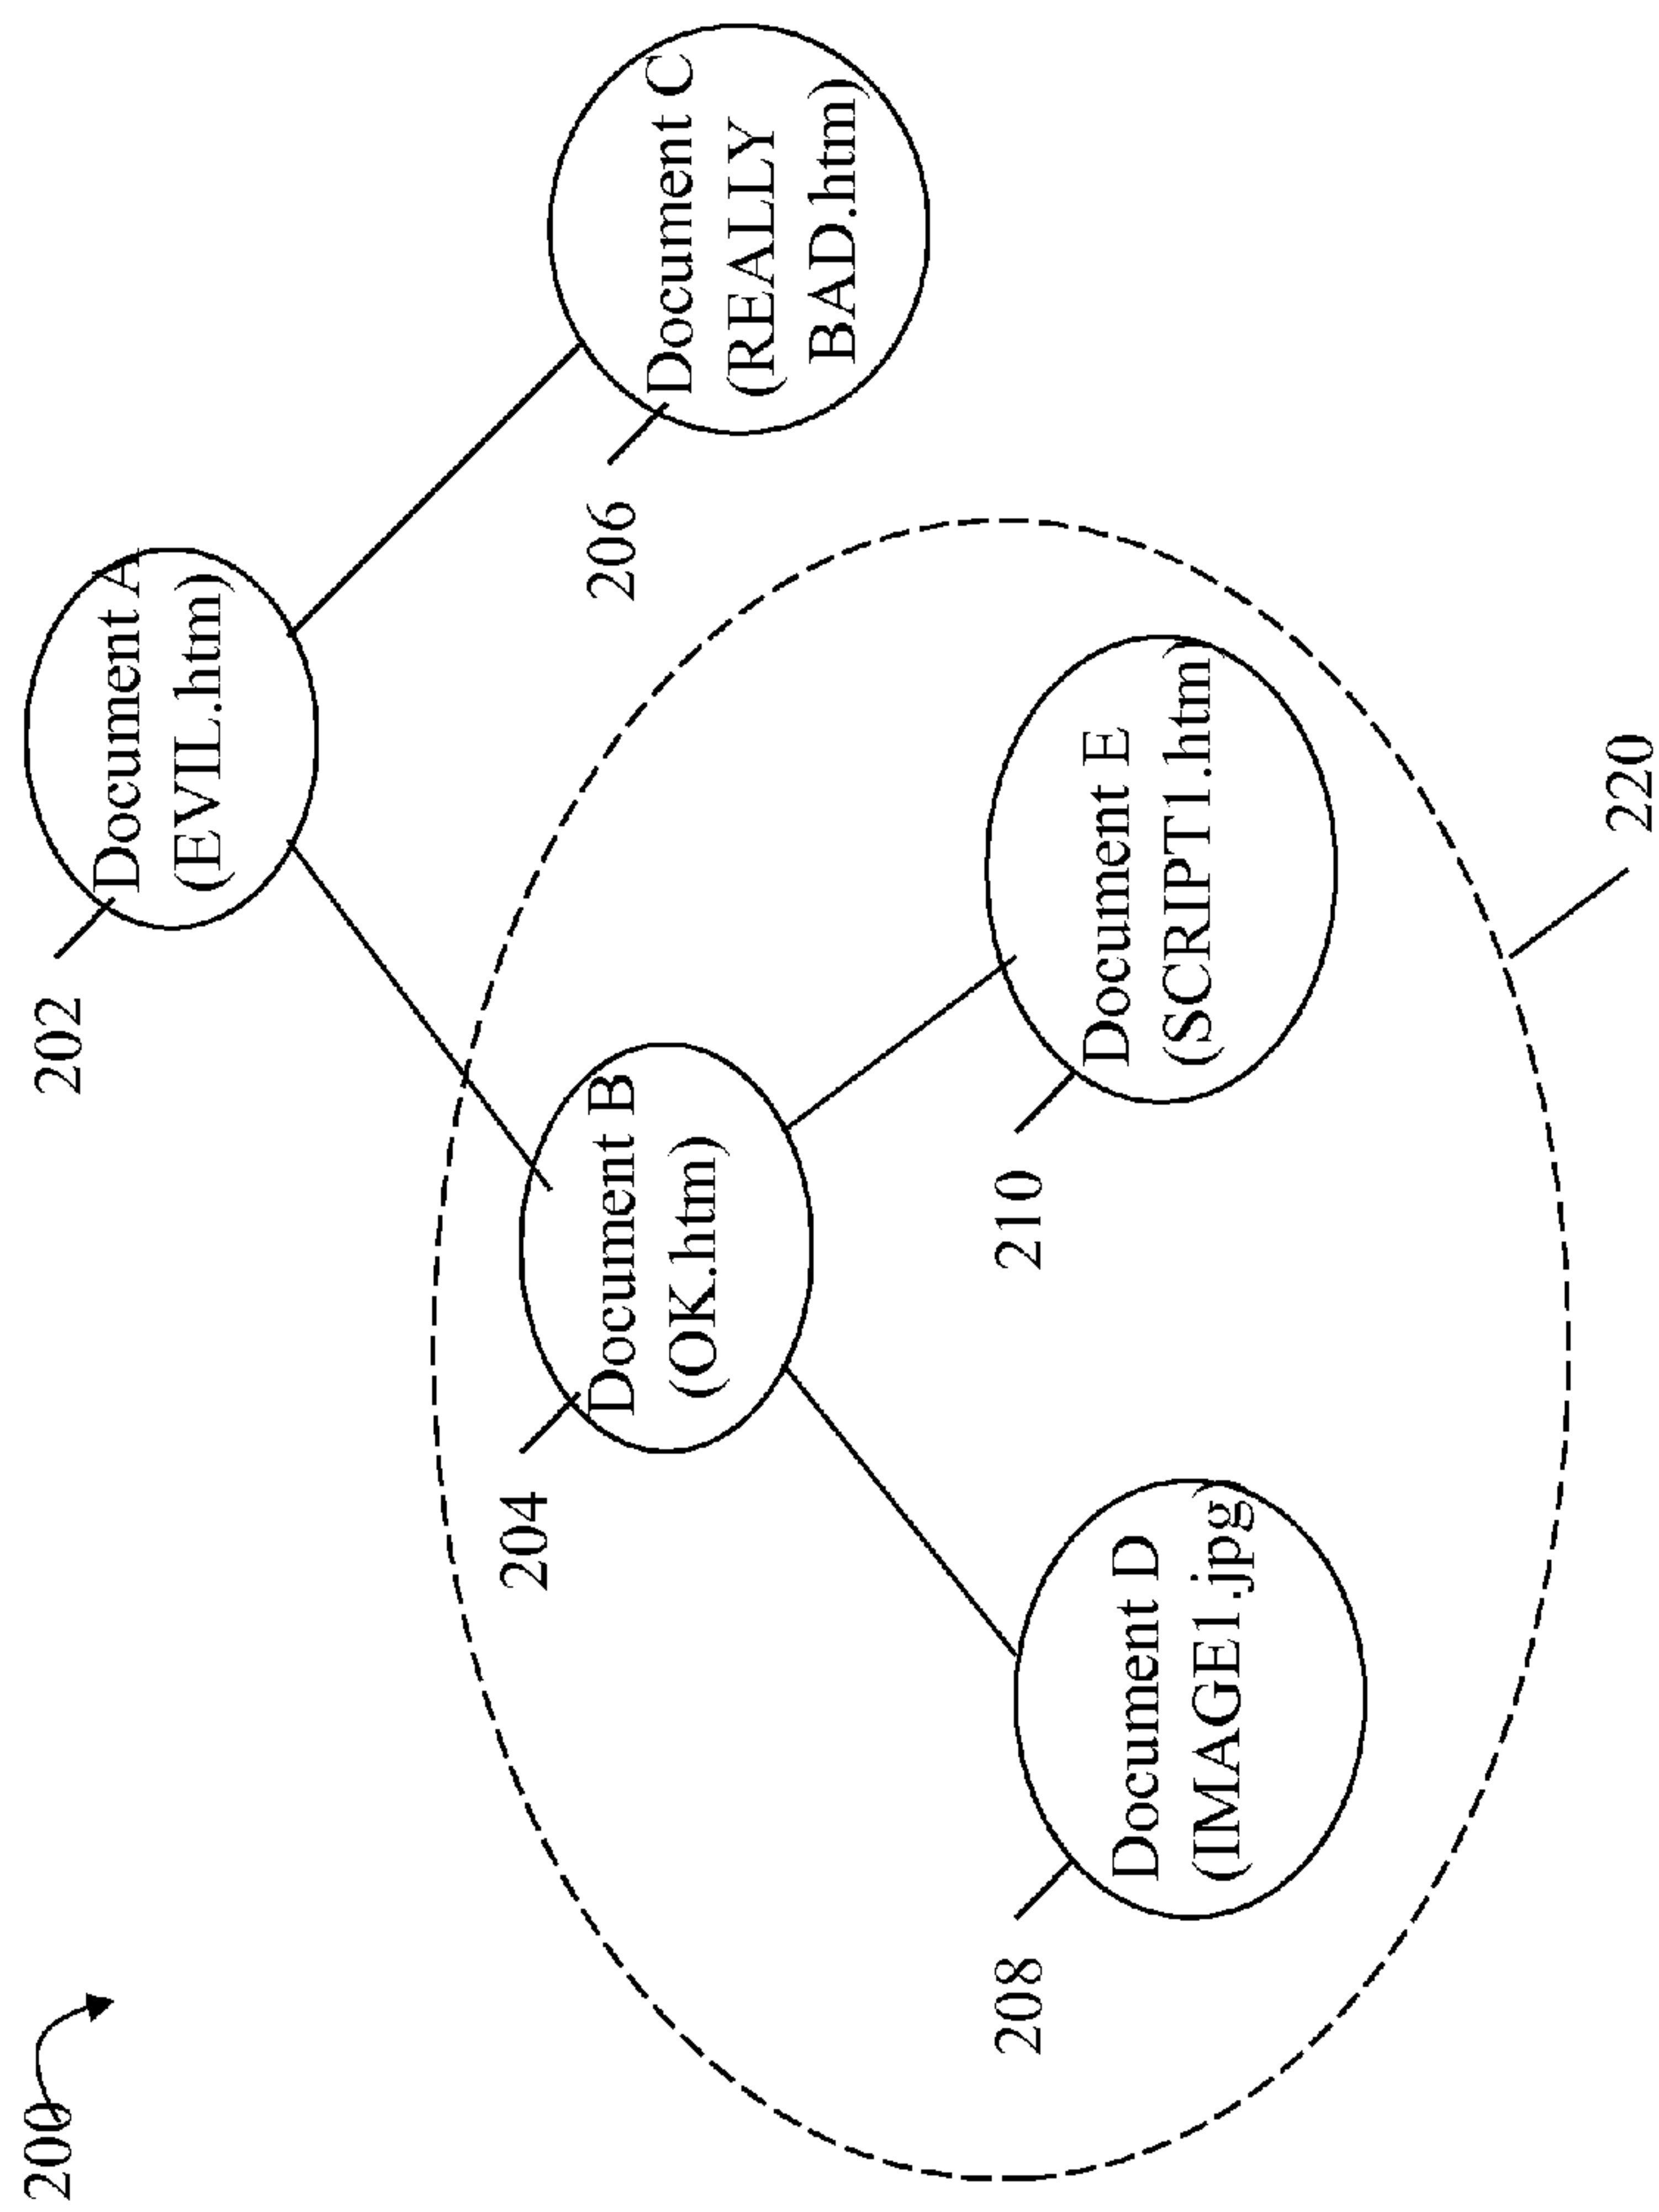 200
202
Document A
(EVIL.htm)
204
Document B
(OK.htm)
206
Document C
(REALLY
BAD.htm)
208
Document D
(IMAGE1.jpg)
210
Document E
(SCRIPT1.htm)
220